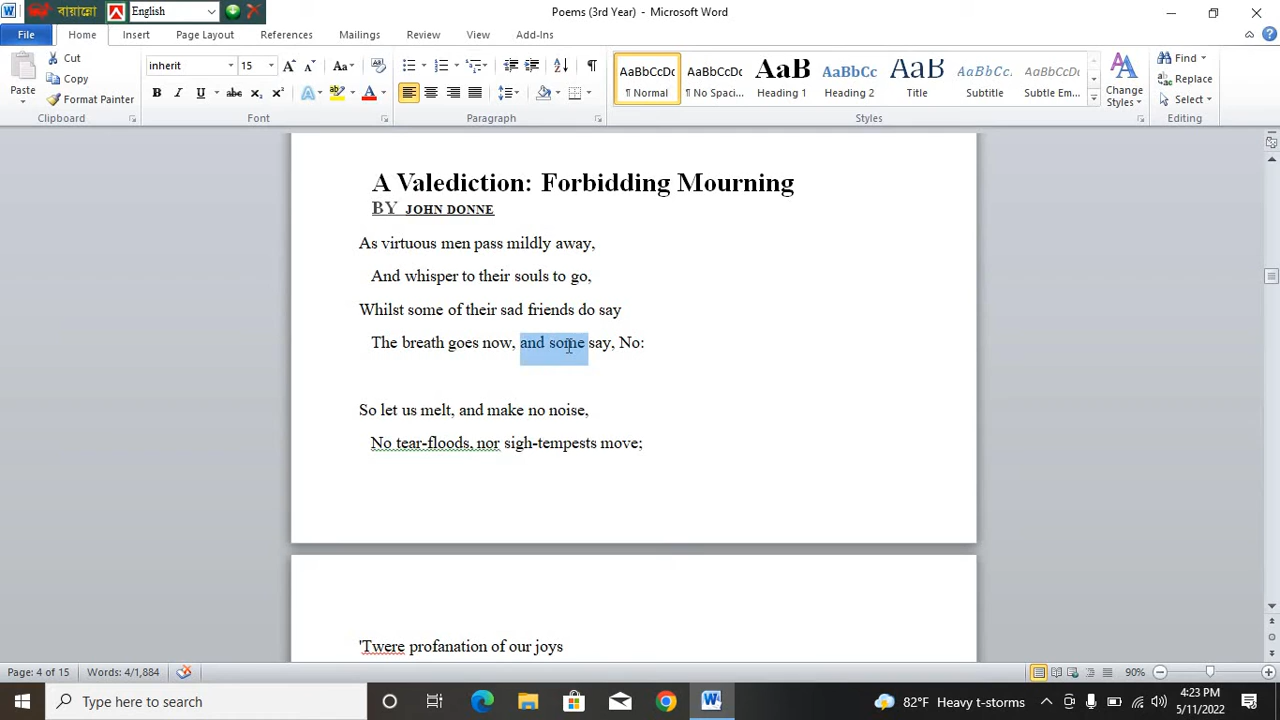 বায়ান্নো English Poems (3rd Year) - Microsoft Word
File Home Insert Page Layout References Mailings Review View Add-Ins
Paste Cut Copy Format Painter Clipboard
inherit 15 Font
Paragraph
AaBbCcDc AaBbCcDc AaB AaBbCc AaB AaBbCcDc AaBbCcDc
¶ Normal ¶ No Spaci... Heading 1 Heading 2 Title Subtitle Subtle Em...
Styles
Change Styles
Find Replace Select Editing
A Valediction: Forbidding Mourning
BY JOHN DONNE
As virtuous men pass mildly away,
And whisper to their souls to go,
Whilst some of their sad friends do say
The breath goes now, and some say, No:
So let us melt, and make no noise,
No tear-floods, nor sigh-tempests move;
'Twere profanation of our joys
Page: 4 of 15 Words: 4/1,884 90%
Type here to search 82°F Heavy t-storms 4:23 PM
5/11/2022